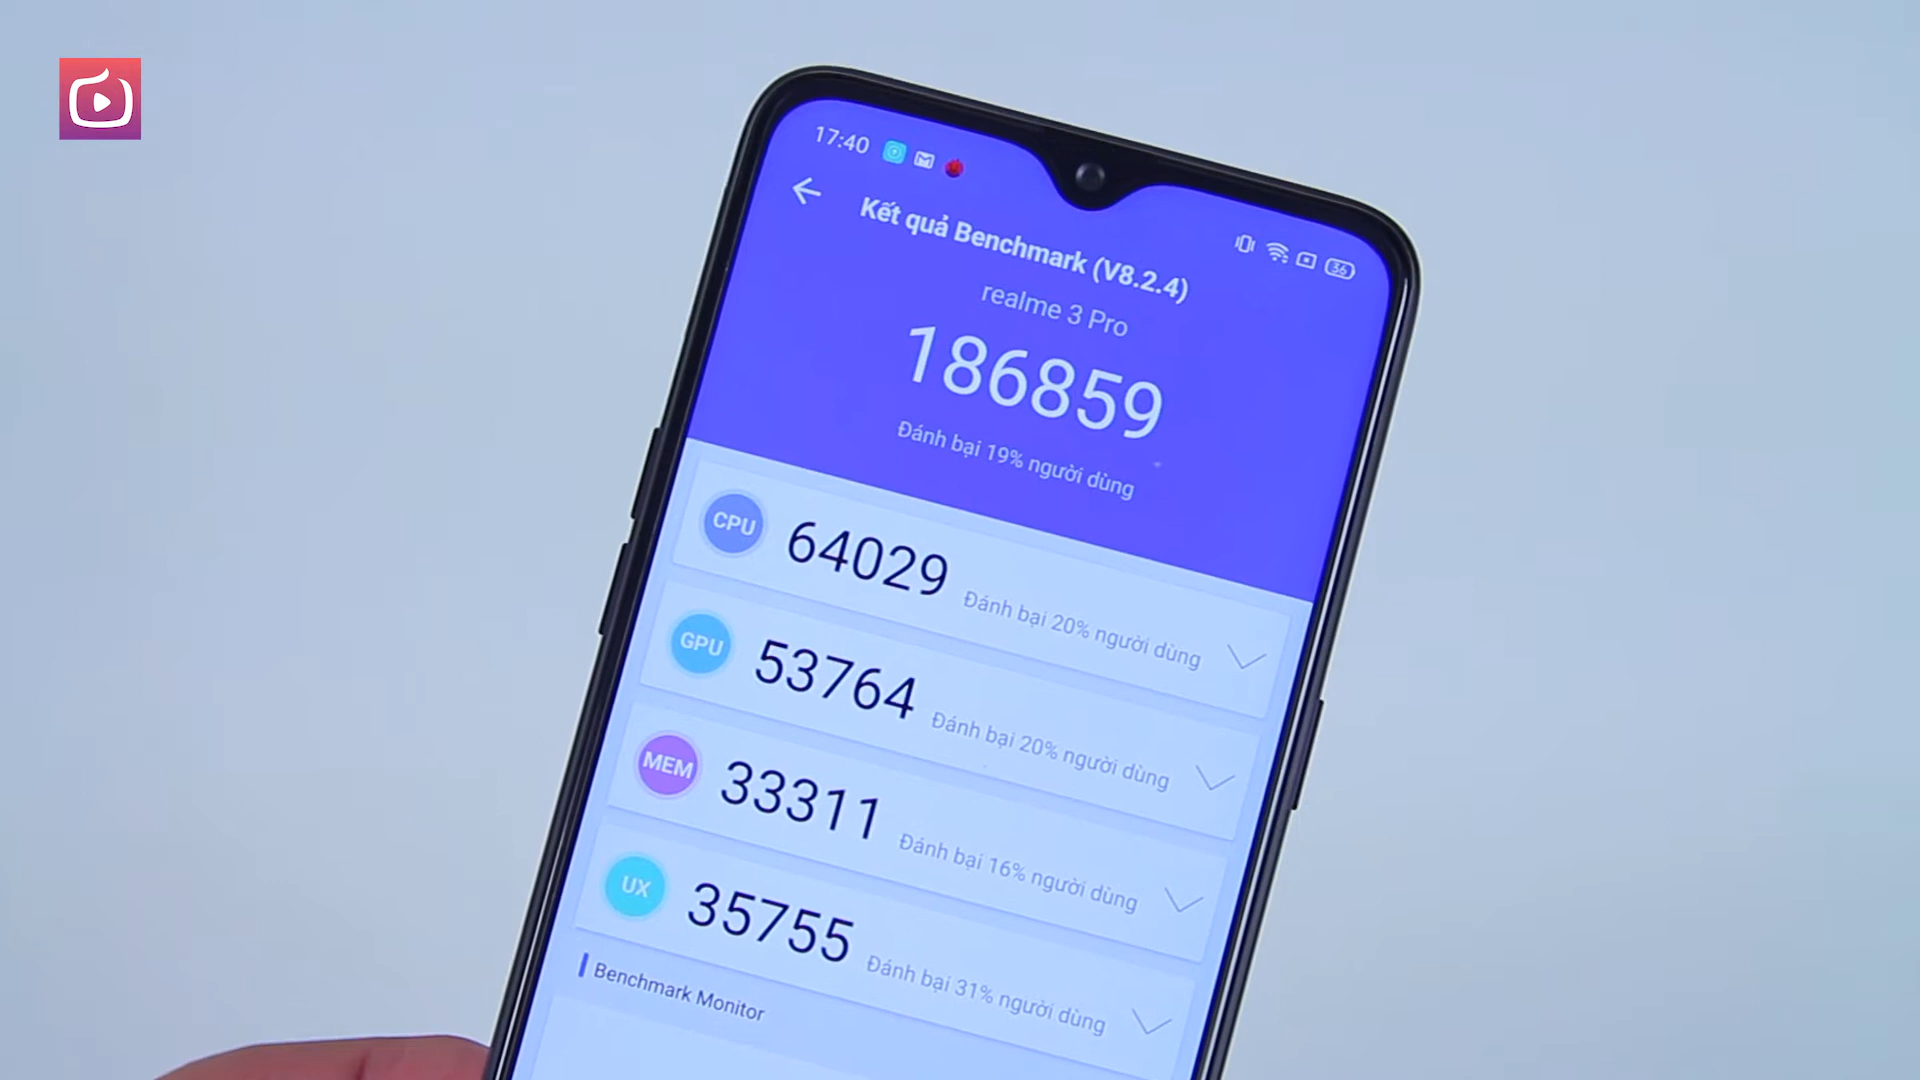 17:40
36
Kết quả Benchmark (V8.2.4)
realme 3 Pro
186859
Đánh bại 19% người dùng
CPU 64029 Đánh bại 20% người dùng
GPU 53764 Đánh bại 20% người dùng
MEM 33311 Đánh bại 16% người dùng
UX 35755 Đánh bại 31% người dùng
Benchmark Monitor